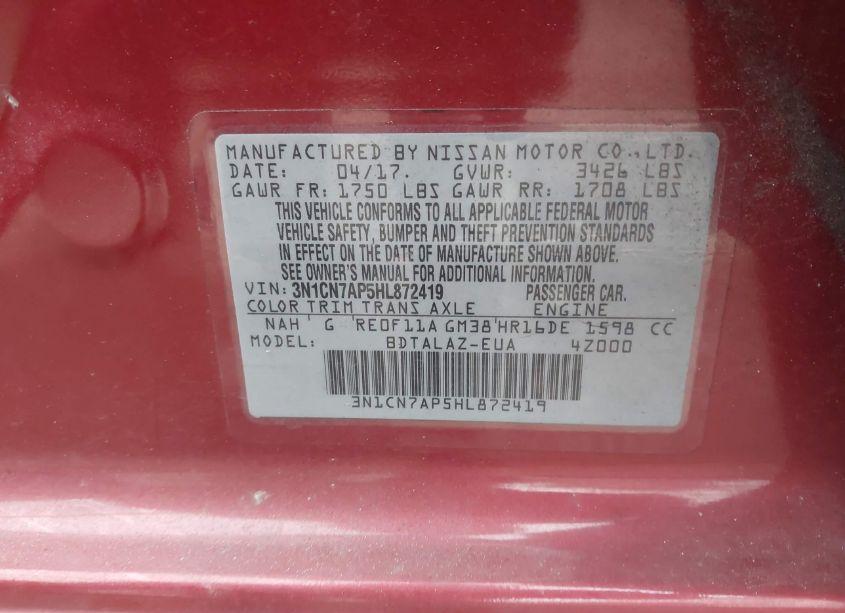 MANUFACTURED BY NISSAN MOTOR CO.,LTD.
DATE: 04/17. GVWR: 3426 LBS
GAWR FR: 1750 LBS GAWR RR: 1708 LBS
THIS VEHICLE CONFORMS TO ALL APPLICABLE FEDERAL MOTOR
VEHICLE SAFETY, BUMPER AND THEFT PREVENTION STANDARDS
IN EFFECT ON THE DATE OF MANUFACTURE SHOWN ABOVE.
SEE OWNER'S MANUAL FOR ADDITIONAL INFORMATION.
VIN: 3N1CN7AP5HL872419 PASSENGER CAR.
COLOR TRIM TRANS AXLE ENGINE
NAH ' G 'RE0F11A GM38'HR16DE 1598 CC
MODEL: BDTALAZ-EUA 4Z000
3N1CN7AP5HL872419